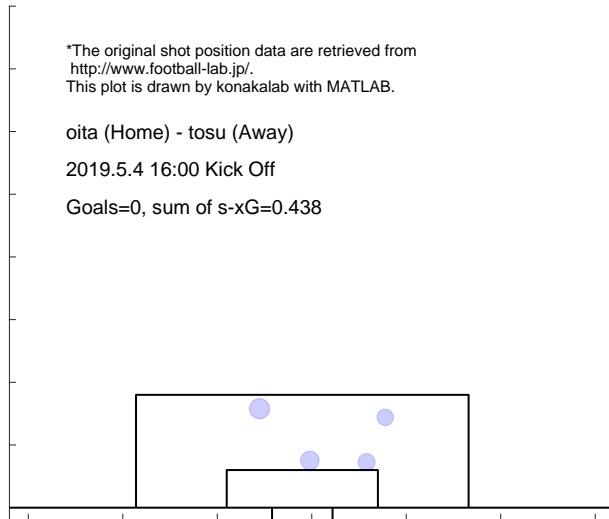 *The original shot position data are retrieved from
http://www.football-lab.jp/.
This plot is drawn by konakalab with MATLAB.
oita (Home) - tosu (Away)
2019.5.4 16:00 Kick Off
Goals=0, sum of s-xG=0.438